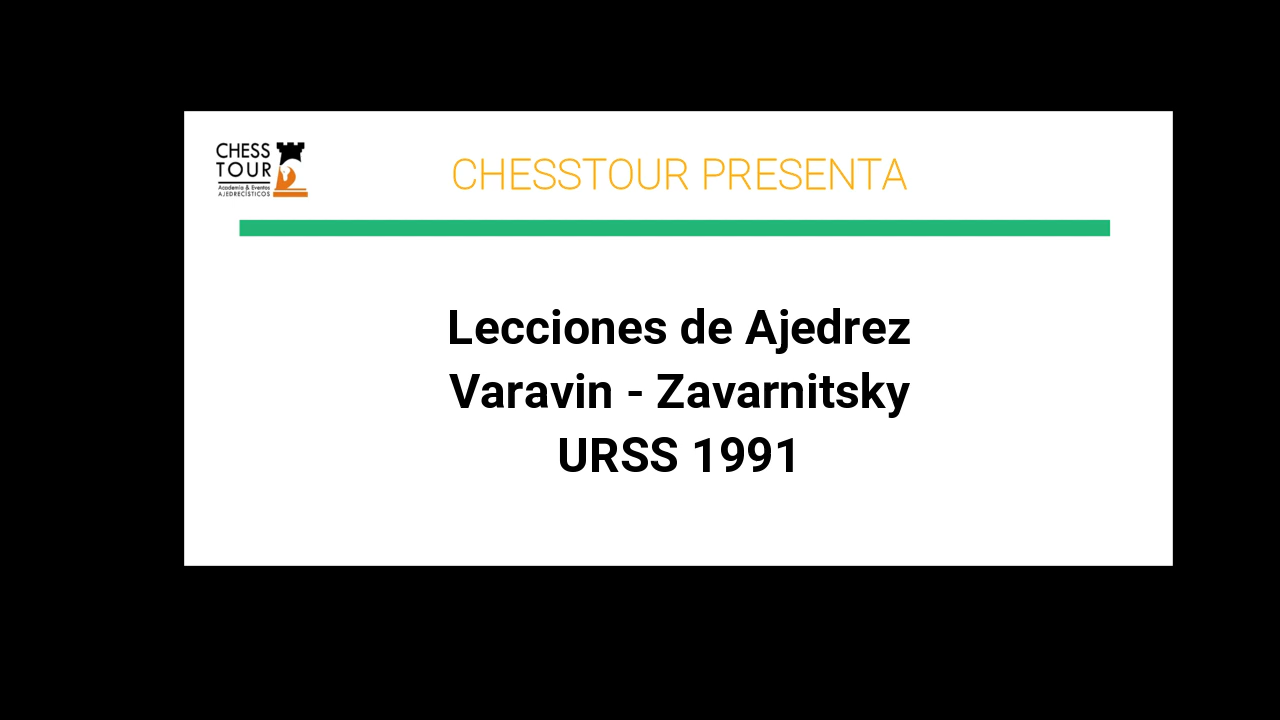 CHESS
TOUR
Academia & Eventos
AJEDRECÍSTICOS
CHESSTOUR PRESENTA
Lecciones de Ajedrez
Varavin - Zavarnitsky
URSS 1991